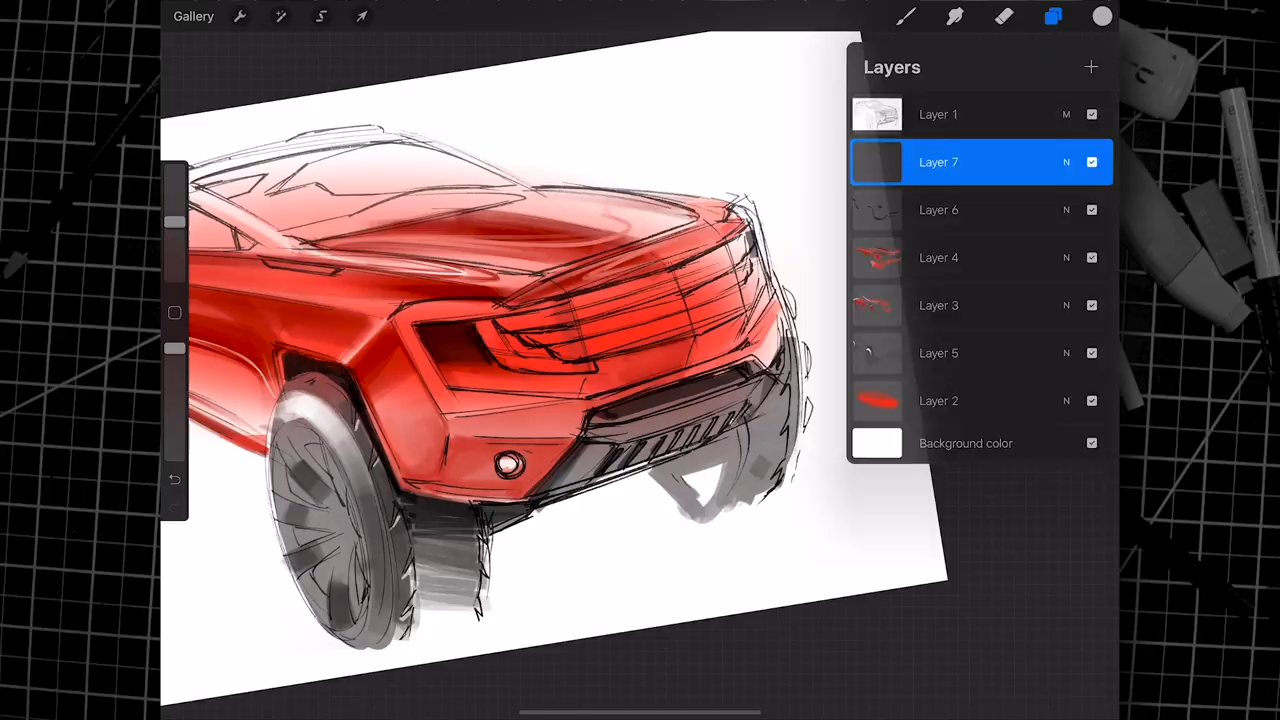 Gallery
Layers
Layer 1 M
Layer 7 N
Layer 6 N
Layer 4 N
Layer 3 N
Layer 5 N
Layer 2 N
Background color